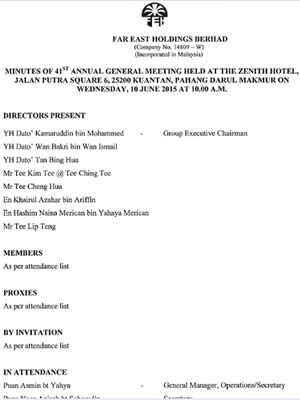 FAR EAST HOLDINGS BERHAD
(Company No. 14809 – W)
(Incorporated in Malaysia)
MINUTES OF 41ST ANNUAL GENERAL MEETING HELD AT THE ZENITH HOTEL,
JALAN PUTRA SQUARE 6, 25200 KUANTAN, PAHANG DARUL MAKMUR ON
WEDNESDAY, 10 JUNE 2015 AT 10.00 A.M.
DIRECTORS PRESENT
YH Dato' Kamaruddin bin Mohammed - Group Executive Chairman
YH Dato' Wan Bakri bin Wan Ismail
YH Dato' Tan Bing Hua
Mr Tee Kim Tee @ Tee Ching Tee
Mr Tee Cheng Hua
En Khairul Azahar bin Ariffin
En Hashim Naina Merican bin Yahaya Merican
Mr Tee Lip Teng
MEMBERS
As per attendance list
PROXIES
As per attendance list
BY INVITATION
As per attendance list
IN ATTENDANCE
Puan Asmin bt Yahya - General Manager, Operations/Secretary